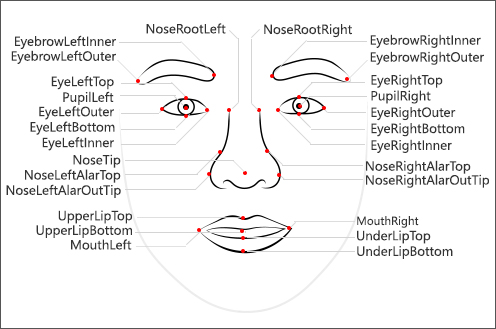 NoseRootLeft
NoseRootRight
EyebrowLeftInner
EyebrowLeftOuter
EyeLeftTop
PupilLeft
EyeLeftOuter
EyeLeftBottom
EyeLeftInner
NoseTip
NoseLeftAlarTop
NoseLeftAlarOutTip
UpperLipTop
UpperLipBottom
MouthLeft
EyebrowRightInner
EyebrowRightOuter
EyeRightTop
PupilRight
EyeRightOuter
EyeRightBottom
EyeRightInner
NoseRightAlarTop
NoseRightAlarOutTip
MouthRight
UnderLipTop
UnderLipBottom